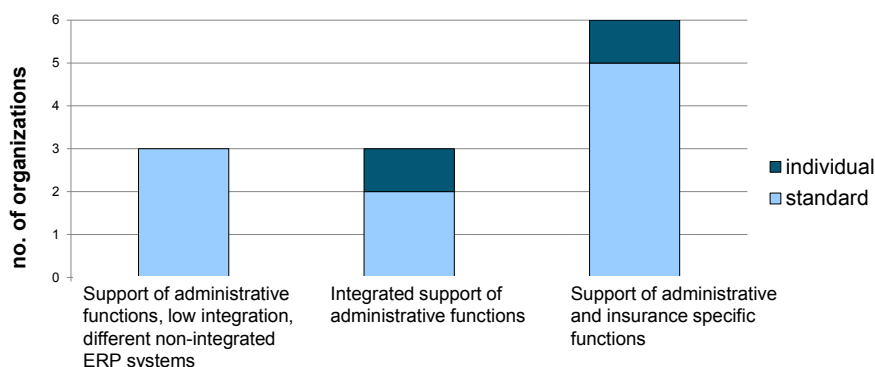 6
5
4
3
2
1
0
no. of organizations
individual
standard
Support of administrative
functions, low integration,
different non-integrated
ERP systems
Integrated support of
administrative functions
Support of administrative
and insurance specific
functions